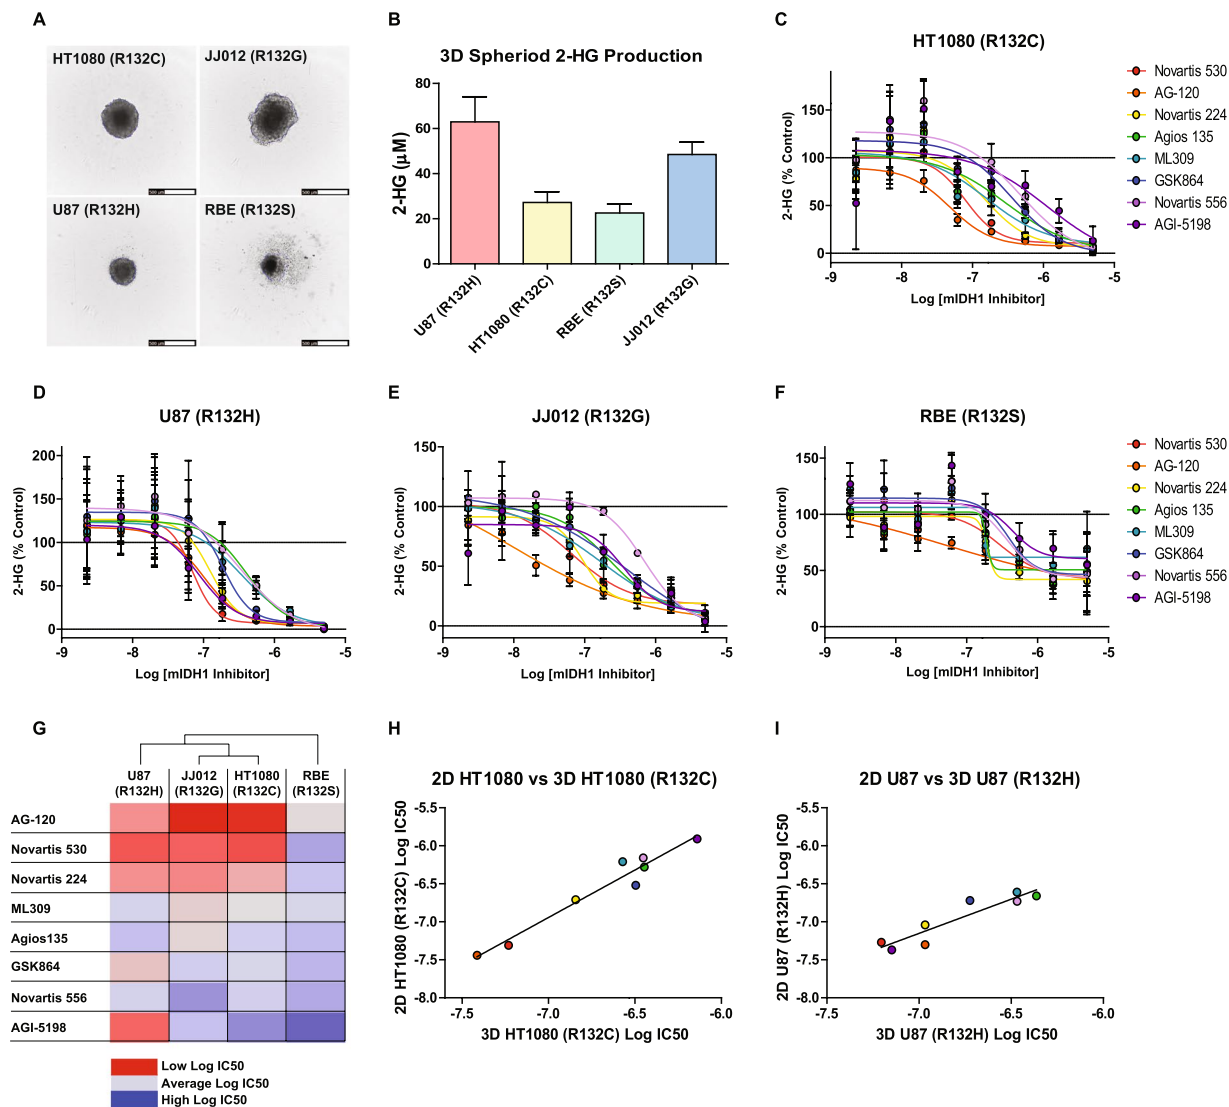 A
HT1080 (R132C)
JJ012 (R132G)
U87 (R132H)
RBE (R132S)
B
3D Spheriod 2-HG Production
80
60
40
20
0
2-HG (μM)
U87 (R132H)
HT1080 (R132C)
RBE (R132S)
JJ012 (R132G)
C
HT1080 (R132C)
150
100
50
0
2-HG (% Control)
-9 -8 -7 -6 -5
Log [mIDH1 Inhibitor]
Novartis 530
AG-120
Novartis 224
Agios 135
ML309
GSK864
Novartis 556
AGI-5198
D
U87 (R132H)
200
150
100
50
0
2-HG (% Control)
-9 -8 -7 -6 -5
Log [mIDH1 Inhibitor]
E
JJ012 (R132G)
150
100
50
0
2-HG (% Control)
-9 -8 -7 -6 -5
Log [mIDH1 Inhibitor]
F
RBE (R132S)
150
100
50
0
2-HG (% Control)
-9 -8 -7 -6 -5
Log [mIDH1 Inhibitor]
Novartis 530
AG-120
Novartis 224
Agios 135
ML309
GSK864
Novartis 556
AGI-5198
G
U87 JJ012 HT1080 RBE
(R132H) (R132G) (R132C) (R132S)
AG-120
Novartis 530
Novartis 224
ML309
Agios135
GSK864
Novartis 556
AGI-5198
Low Log IC50
Average Log IC50
High Log IC50
H
2D HT1080 vs 3D HT1080 (R132C)
-5.5
-6.0
-6.5
-7.0
-7.5
-8.0
2D HT1080 (R132C) Log IC50
-7.5 -7.0 -6.5 -6.0
3D HT1080 (R132C) Log IC50
I
2D U87 vs 3D U87 (R132H)
-5.5
-6.0
-6.5
-7.0
-7.5
-8.0
2D U87 (R132H) Log IC50
-7.5 -7.0 -6.5 -6.0
3D U87 (R132H) Log IC50